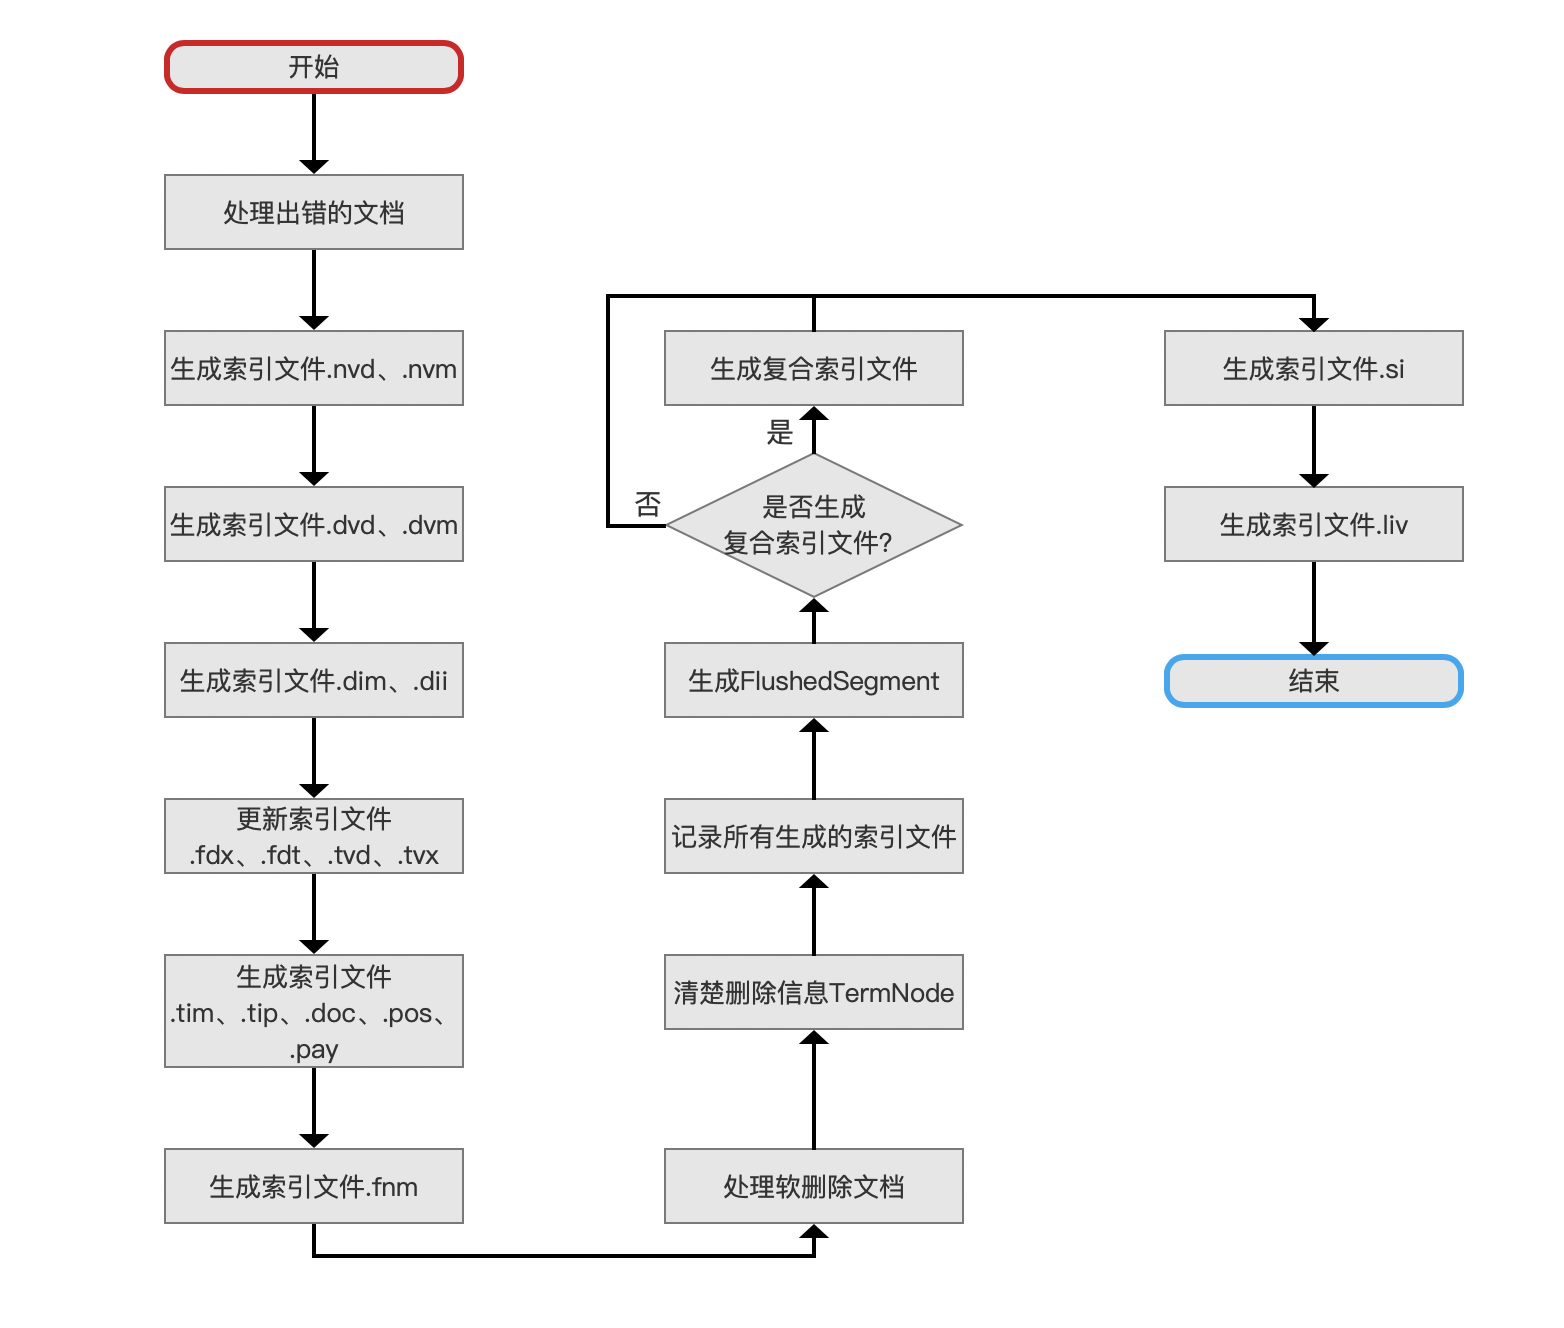 开始
处理出错的文档
生成索引文件.nvd、.nvm
生成索引文件.dvd、.dvm
生成索引文件.dim、.dii
更新索引文件
.fdx、.fdt、.tvd、.tvx
生成索引文件
.tim、.tip、.doc、.pos、
.pay
生成索引文件.fnm
处理软删除文档
清楚删除信息TermNode
记录所有生成的索引文件
生成FlushedSegment
是否生成
复合索引文件?
是
否
生成复合索引文件
生成索引文件.si
生成索引文件.liv
结束